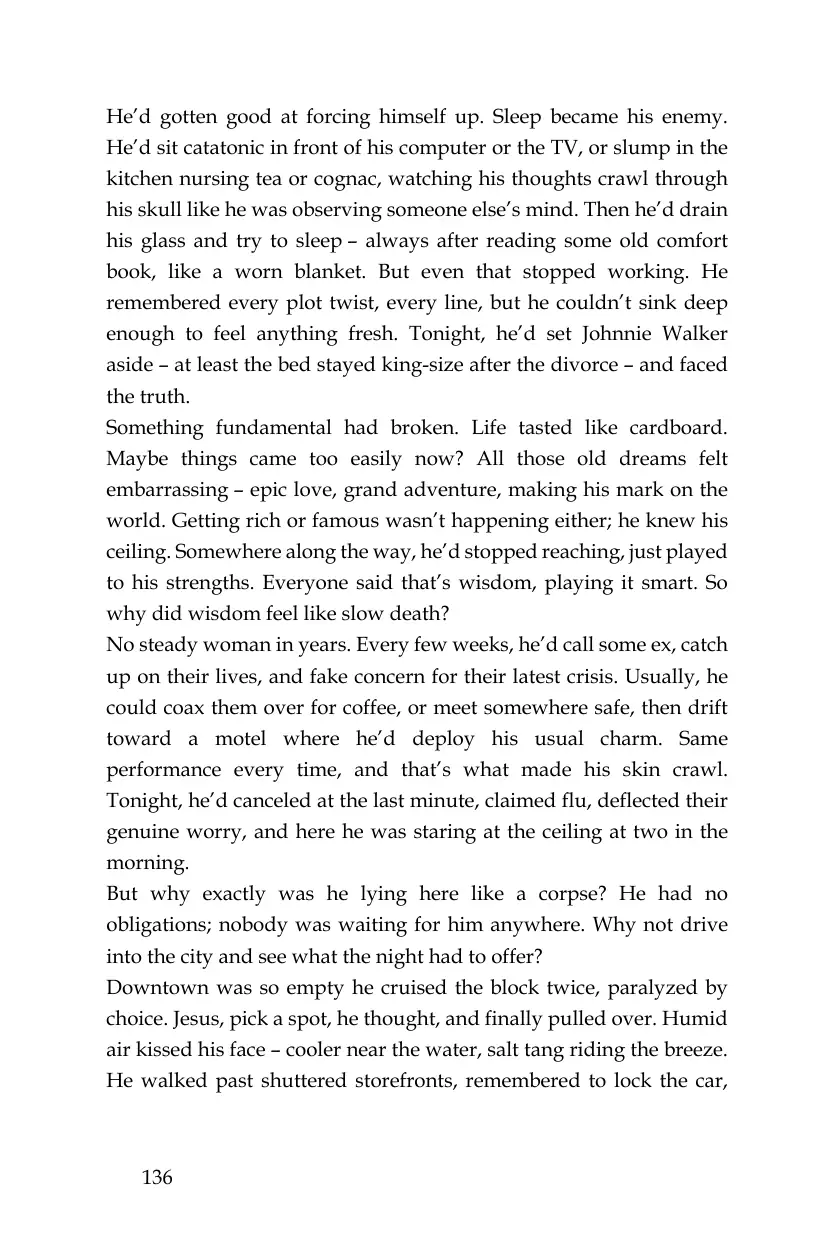 He’d gotten good at forcing himself up. Sleep became his enemy.
He’d sit catatonic in front of his computer or the TV, or slump in the
kitchen nursing tea or cognac, watching his thoughts crawl through
his skull like he was observing someone else’s mind. Then he’d drain
his glass and try to sleep – always after reading some old comfort
book, like a worn blanket. But even that stopped working. He
remembered every plot twist, every line, but he couldn’t sink deep
enough to feel anything fresh. Tonight, he’d set Johnnie Walker
aside – at least the bed stayed king-size after the divorce – and faced
the truth.
Something fundamental had broken. Life tasted like cardboard.
Maybe things came too easily now? All those old dreams felt
embarrassing – epic love, grand adventure, making his mark on the
world. Getting rich or famous wasn’t happening either; he knew his
ceiling. Somewhere along the way, he’d stopped reaching, just played
to his strengths. Everyone said that’s wisdom, playing it smart. So
why did wisdom feel like slow death?
No steady woman in years. Every few weeks, he’d call some ex, catch
up on their lives, and fake concern for their latest crisis. Usually, he
could coax them over for coffee, or meet somewhere safe, then drift
toward a motel where he’d deploy his usual charm. Same
performance every time, and that’s what made his skin crawl.
Tonight, he’d canceled at the last minute, claimed flu, deflected their
genuine worry, and here he was staring at the ceiling at two in the
morning.
But why exactly was he lying here like a corpse? He had no
obligations; nobody was waiting for him anywhere. Why not drive
into the city and see what the night had to offer?
Downtown was so empty he cruised the block twice, paralyzed by
choice. Jesus, pick a spot, he thought, and finally pulled over. Humid
air kissed his face – cooler near the water, salt tang riding the breeze.
He walked past shuttered storefronts, remembered to lock the car,
136